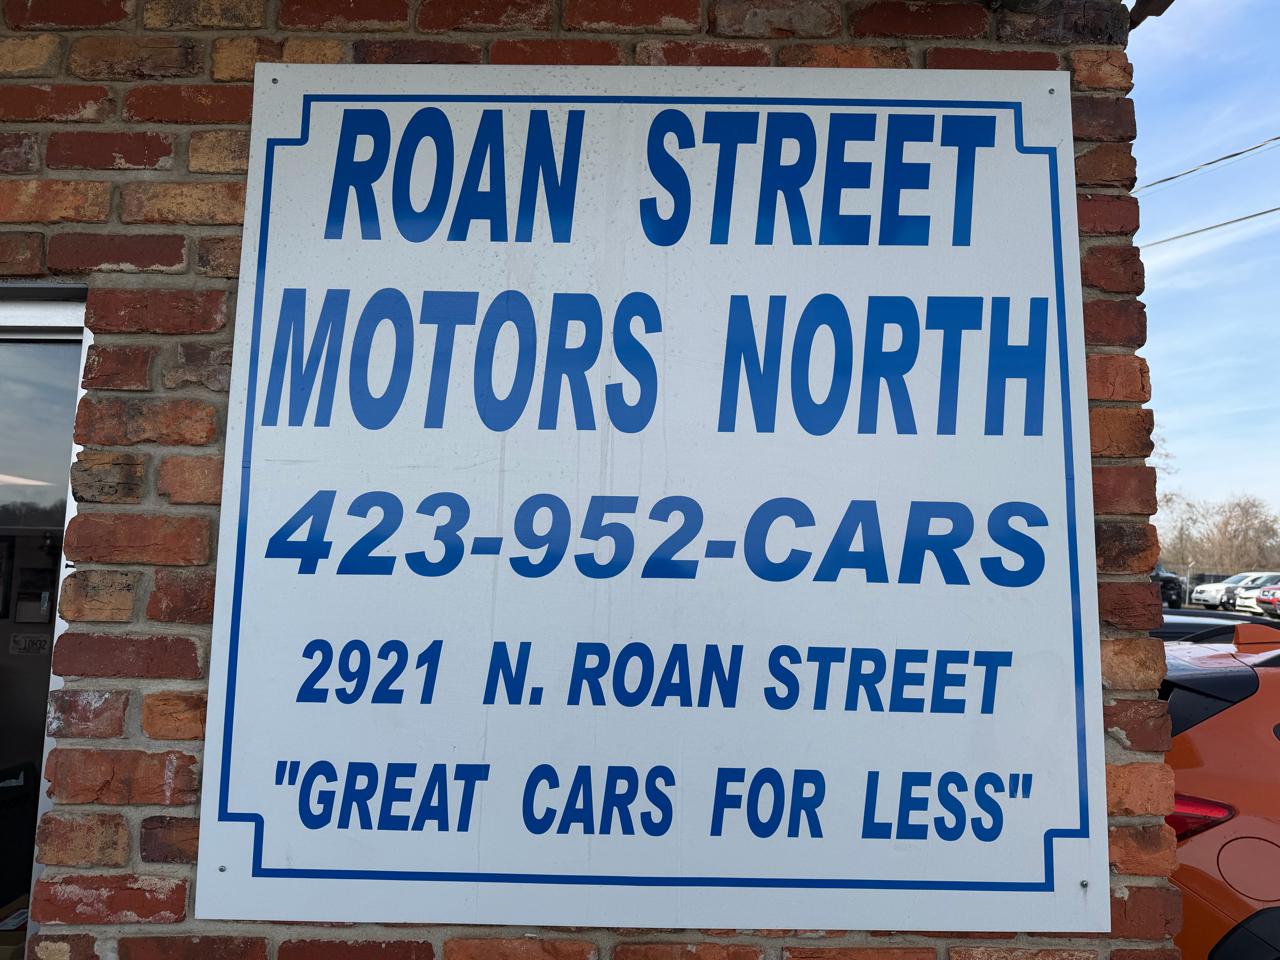 ROAN STREET
MOTORS NORTH
423-952-CARS
2921 N. ROAN STREET
"GREAT CARS FOR LESS"